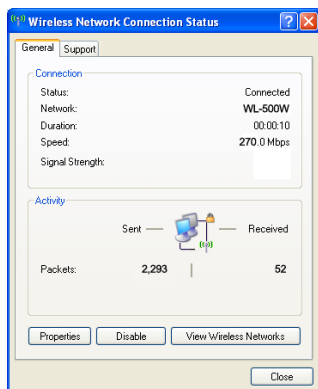 Wireless Network Connection Status
General Support
Connection
Status: Connected
Network: WL-500W
Duration: 00:00:10
Speed: 270.0 Mbps
Signal Strength:
Activity
Sent Received
Packets: 2,293 52
Properties Disable View Wireless Networks
Close